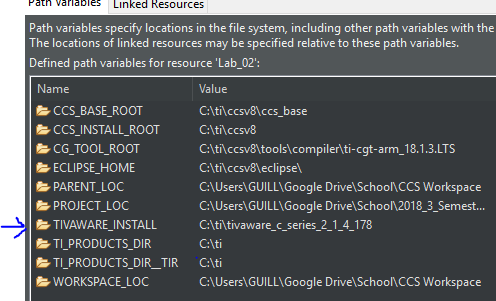 Path Variables Linked Resources
Path variables specify locations in the file system, including other path variables with the
The locations of linked resources may be specified relative to these path variables.
Defined path variables for resource 'Lab_02':
Name Value
CCS_BASE_ROOT C:\ti\ccsv8\ccs_base
CCS_INSTALL_ROOT C:\ti\ccsv8
CG_TOOL_ROOT C:\ti\ccsv8\tools\compiler\ti-cgt-arm_18.1.3.LTS
ECLIPSE_HOME C:\ti\ccsv8\eclipse\
PARENT_LOC C:\Users\GUILL\Google Drive\School\CCS Workspace
PROJECT_LOC C:\Users\GUILL\Google Drive\School\2018_3_Semest...
TIVAWARE_INSTALL C:\ti\tivaware_c_series_2_1_4_178
TI_PRODUCTS_DIR C:\ti
TI_PRODUCTS_DIR__TIR C:\ti
WORKSPACE_LOC C:\Users\GUILL\Google Drive\School\CCS Workspace